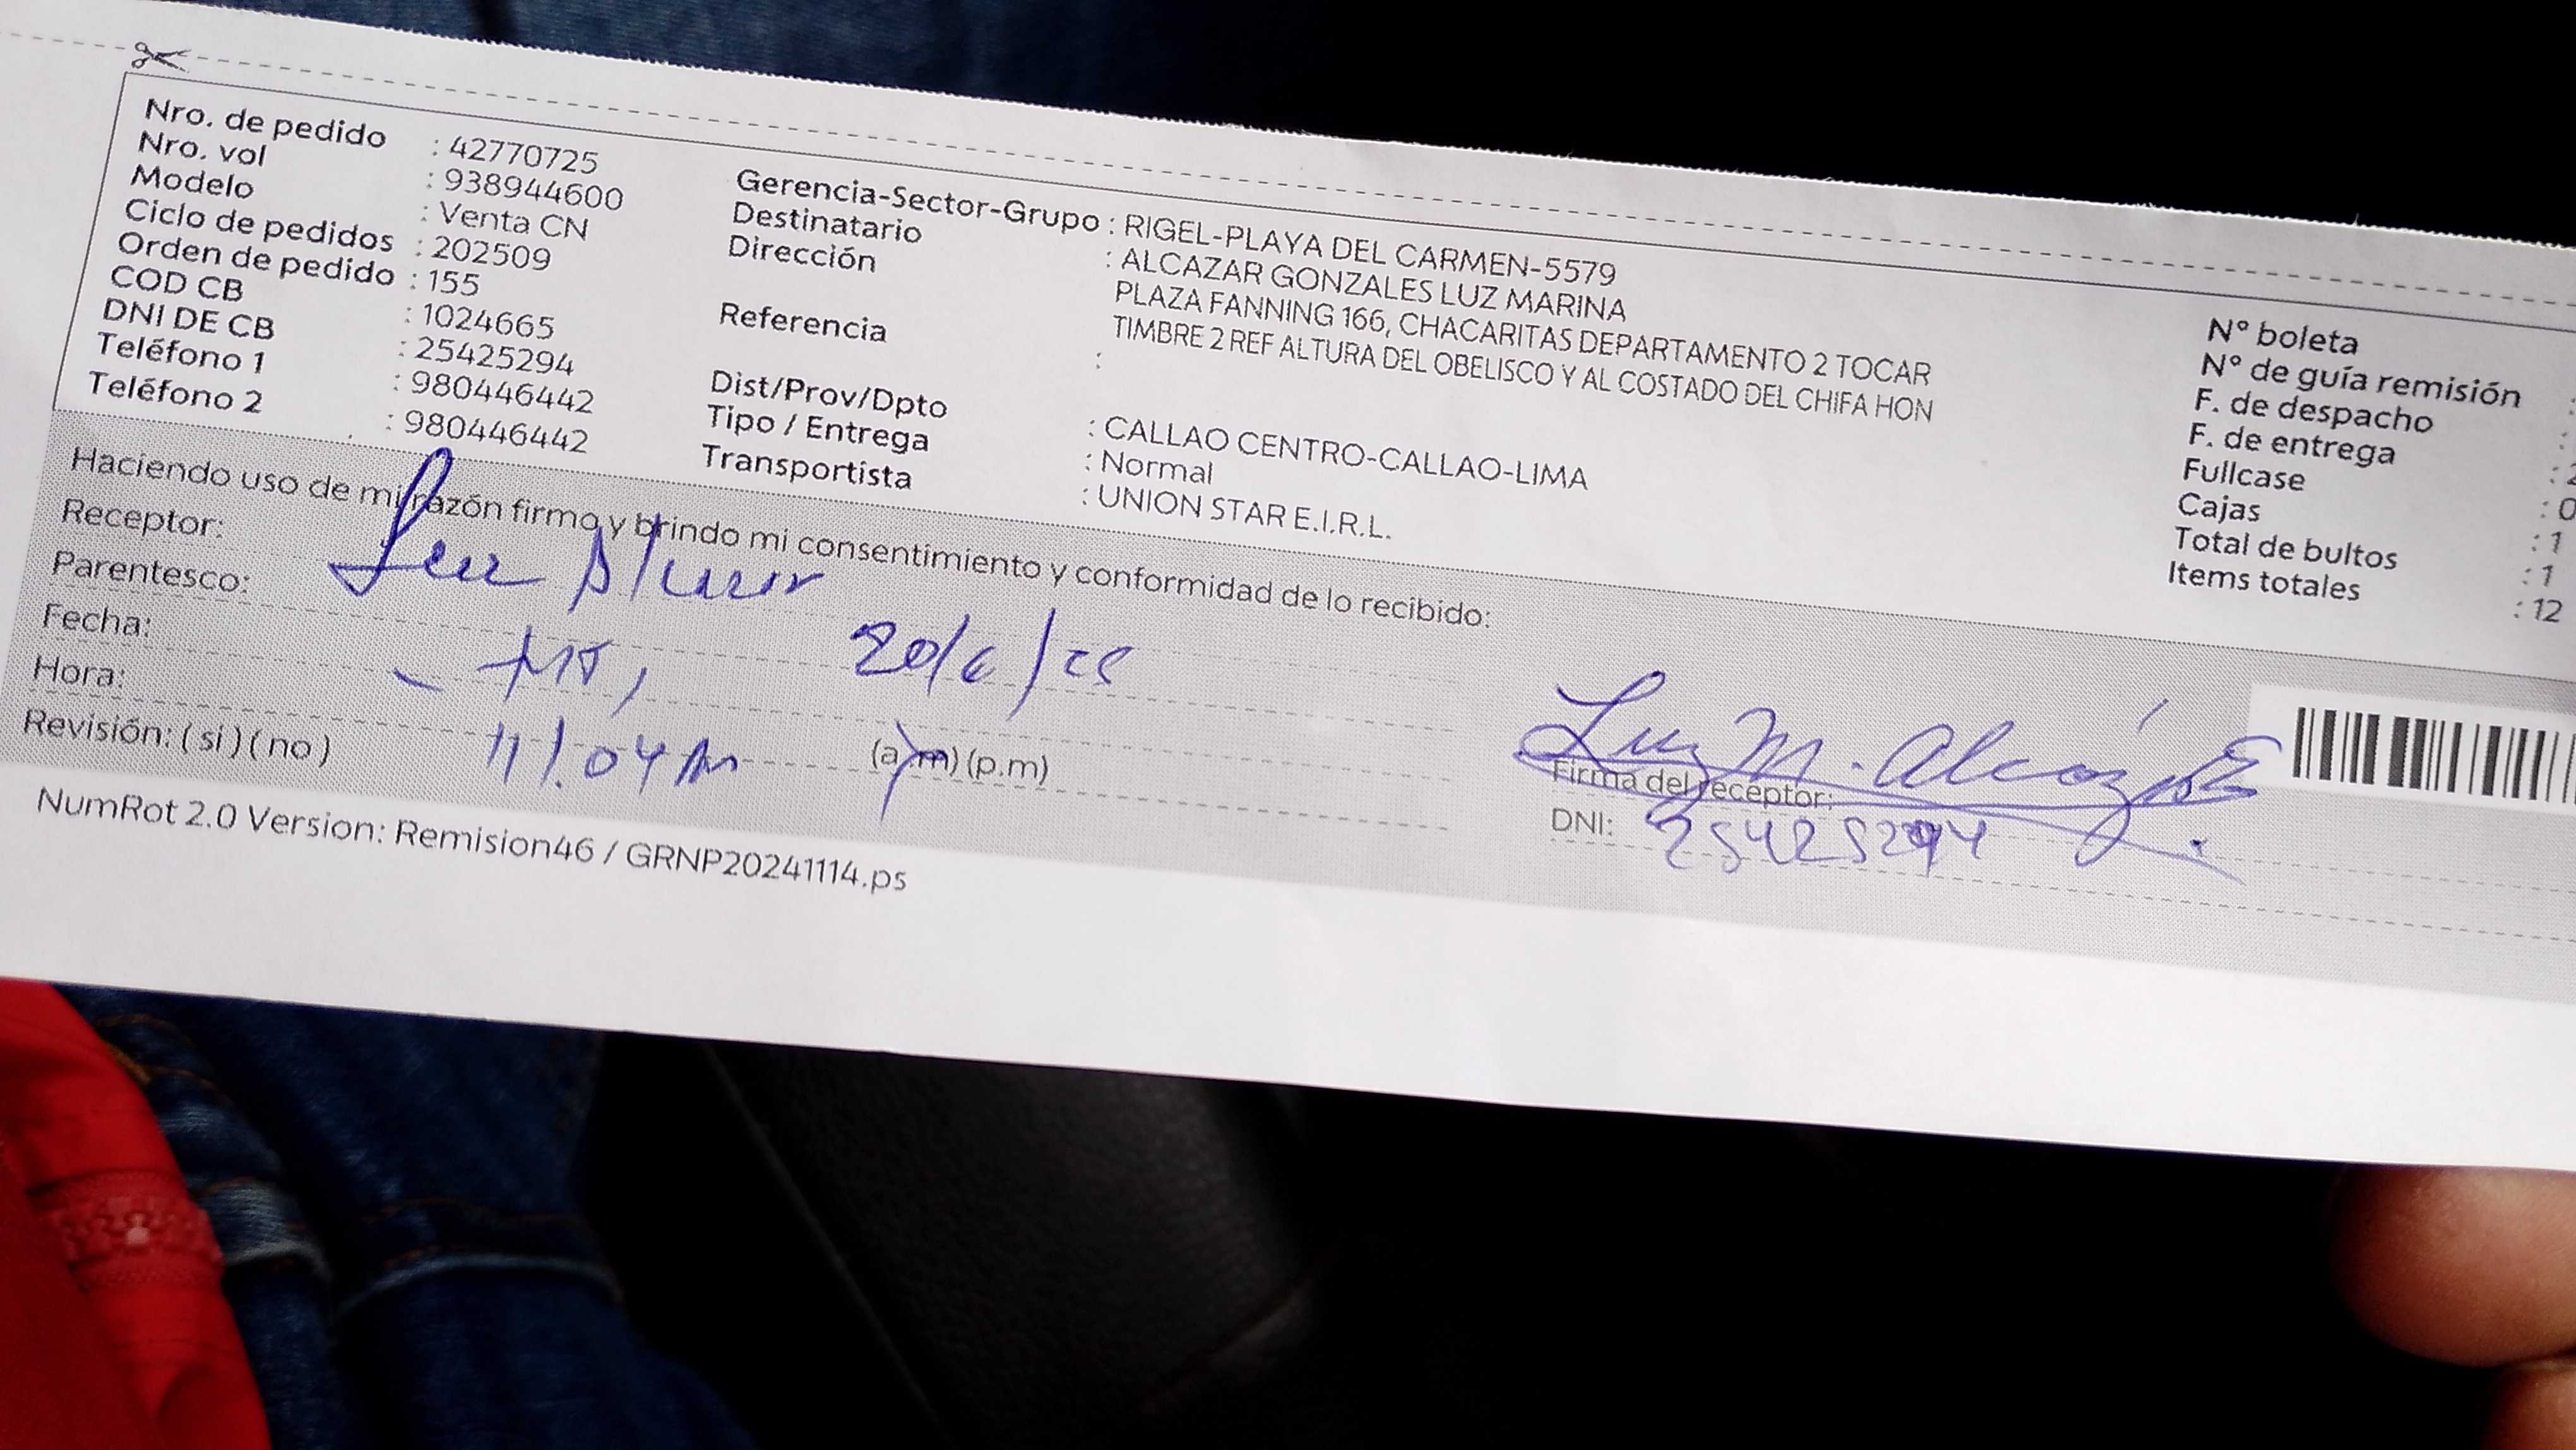 Nro. de pedido : 42770725
Nro. vol : 938944600
Modelo : Venta CN
Ciclo de pedidos : 202509
Orden de pedido : 155
COD CB : 1024665
DNI DE CB : 25425294
Teléfono 1 : 980446442
Teléfono 2 : 980446442
Gerencia-Sector-Grupo : RIGEL-PLAYA DEL CARMEN-5579
Destinatario : ALCAZAR GONZALES LUZ MARINA
Dirección PLAZA FANNING 166, CHACARITAS DEPARTAMENTO 2 TOCAR
TIMBRE 2 REF ALTURA DEL OBELISCO Y AL COSTADO DEL CHIFA HON
Referencia :
Dist/Prov/Dpto : CALLAO CENTRO-CALLAO-LIMA
Tipo / Entrega : Normal
Transportista : UNION STAR E.I.R.L.
N° boleta
N° de guía remisión :
F. de despacho :
F. de entrega : 2
Fullcase : 0
Cajas : 1
Total de bultos : 1
Items totales : 12
Haciendo uso de mi razón firmo y brindo mi consentimiento y conformidad de lo recibido:
Receptor:
Parentesco:
Fecha: 20/6/25
Hora: 11:04 (a.m) (p.m)
Revisión: ( si ) ( no )
Luz M. Alcázar
Firma del receptor:
DNI: 25425294
NumRot 2.0 Version: Remision46 / GRNP20241114.ps